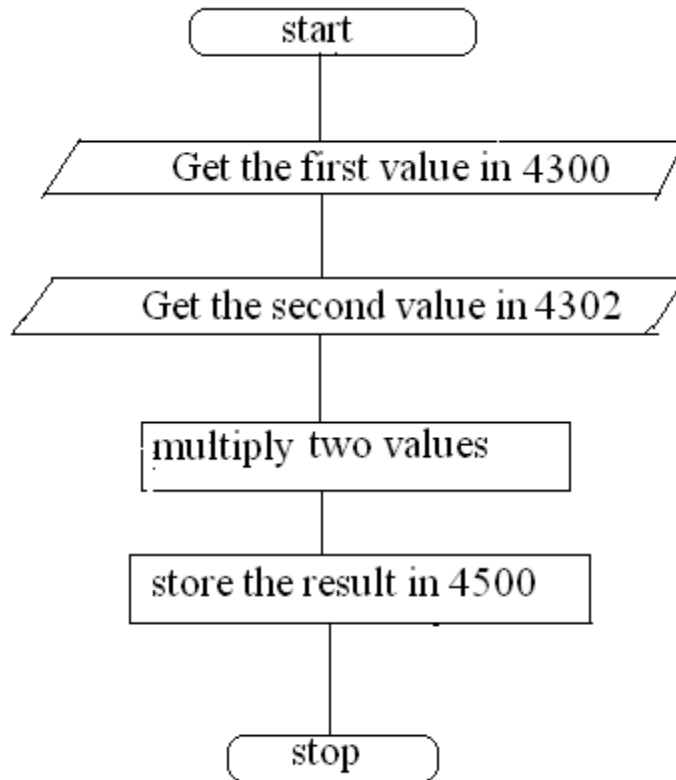 start
Get the first value in 4300
Get the second value in 4302
multiply two values
store the result in 4500
stop